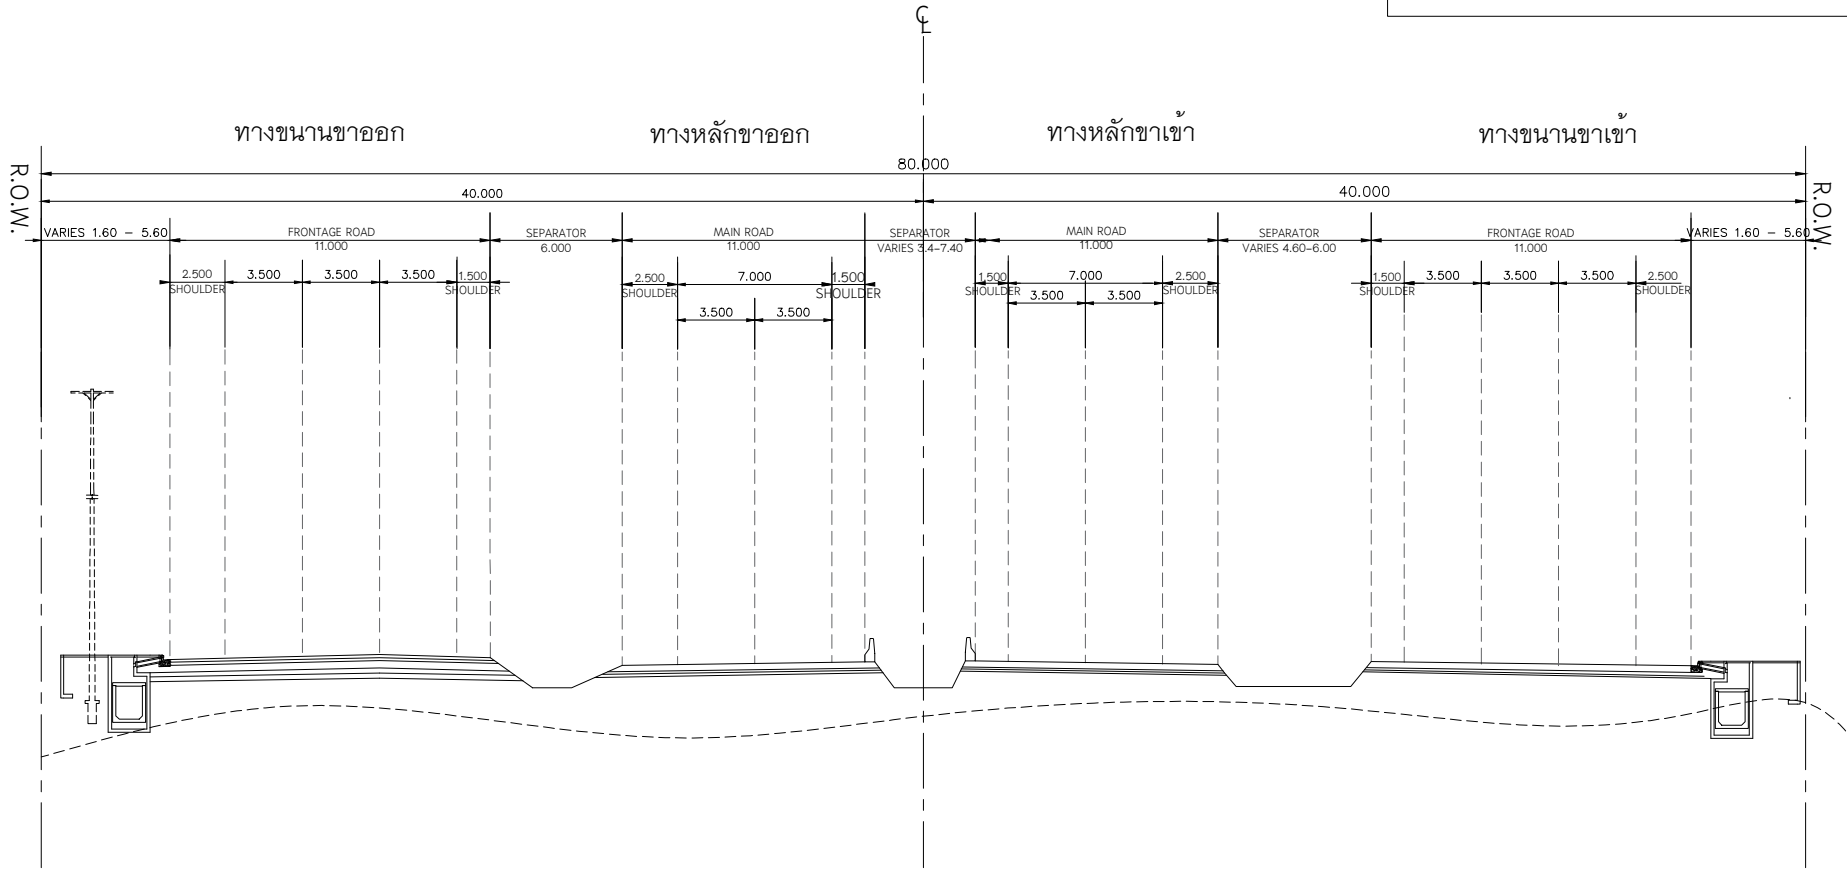 ℄
ทางขนานขาออก ทางหลักขาออก ทางหลักขาเข้า ทางขนานขาเข้า
80.000
R.O.W. 40.000 40.000 R.O.W.
VARIES 1.60 - 5.60 FRONTAGE ROAD SEPARATOR MAIN ROAD SEPARATOR MAIN ROAD SEPARATOR FRONTAGE ROAD VARIES 1.60 - 5.60
11.000 6.000 11.000 VARIES 3.4-7.40 11.000 VARIES 4.60-6.00 11.000
2.500 3.500 3.500 3.500 1.500 2.500 7.000 1.500 1.500 7.000 2.500 1.500 3.500 3.500 3.500 2.500
SHOULDER SHOULDER SHOULDER SHOULDER SHOULDER SHOULDER SHOULDER SHOULDER
3.500 3.500 3.500 3.500